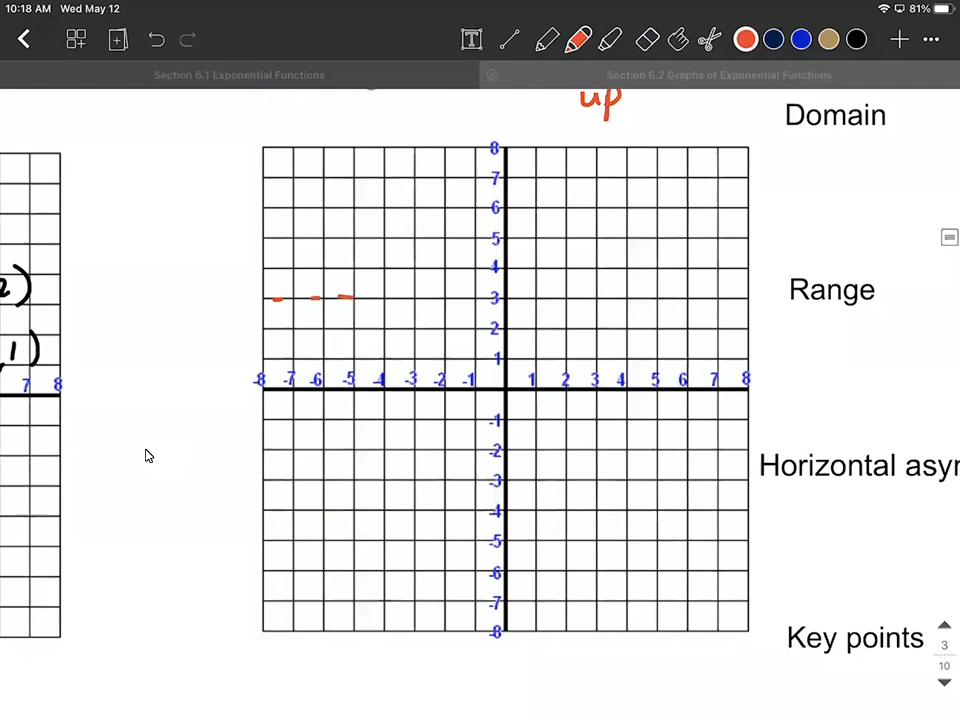 10:18 AM Wed May 12
81%
T
Section 6.1 Exponential Functions
Section 6.2 Graphs of Exponential Functions
up
Domain
8
7
6
5
4
3
2
1
-8 -7 -6 -5 -4 -3 -2 -1 1 2 3 4 5 6 7 8
-1
-2
-3
-4
-5
-6
-7
-8
2)
,1)
7 8
Range
Horizontal asy
Key points
3
10